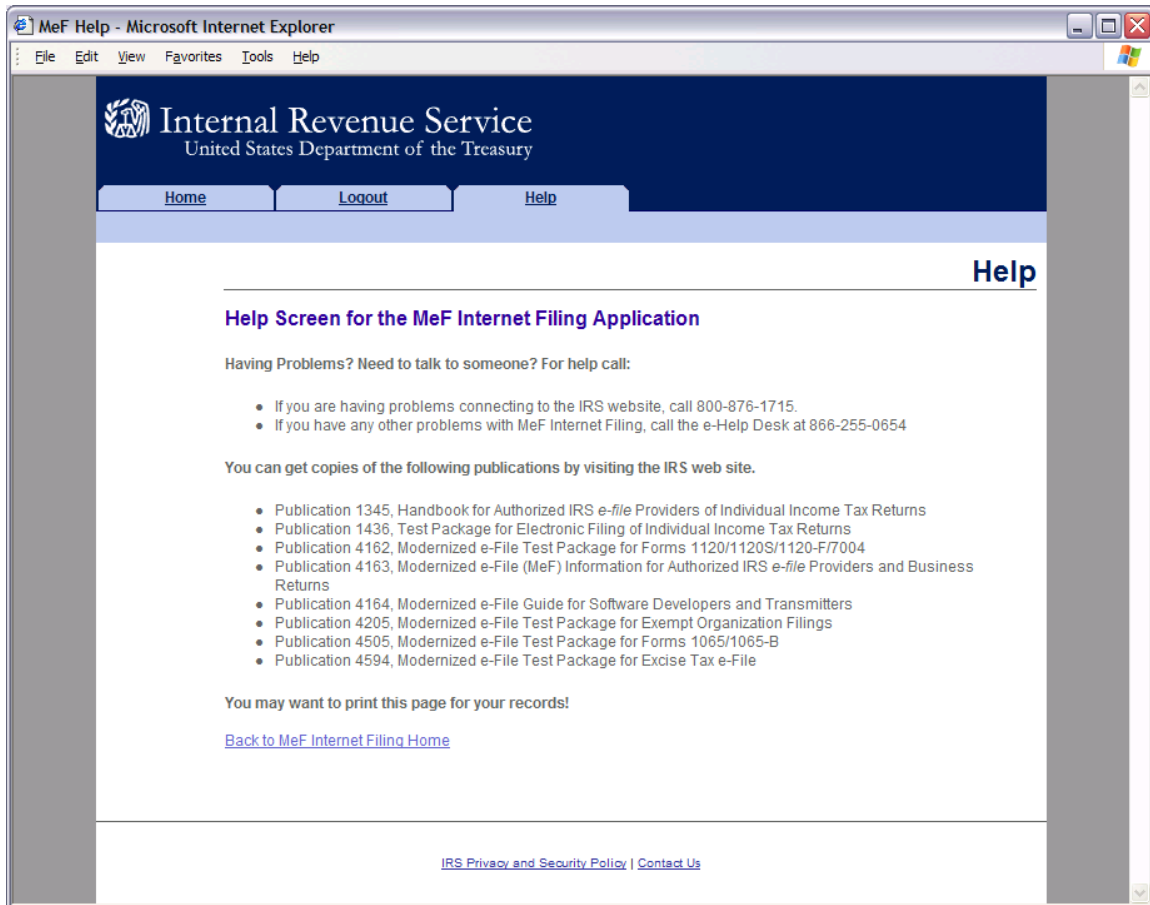 MeF Help - Microsoft Internet Explorer
File Edit View Favorites Tools Help
Internal Revenue Service
United States Department of the Treasury
Home Logout Help
Help
Help Screen for the MeF Internet Filing Application
Having Problems? Need to talk to someone? For help call:
● If you are having problems connecting to the IRS website, call 800-876-1715.
● If you have any other problems with MeF Internet Filing, call the e-Help Desk at 866-255-0654
You can get copies of the following publications by visiting the IRS web site.
● Publication 1345, Handbook for Authorized IRS e-file Providers of Individual Income Tax Returns
● Publication 1436, Test Package for Electronic Filing of Individual Income Tax Returns
● Publication 4162, Modernized e-File Test Package for Forms 1120/1120S/1120-F/7004
● Publication 4163, Modernized e-File (MeF) Information for Authorized IRS e-file Providers and Business
Returns
● Publication 4164, Modernized e-File Guide for Software Developers and Transmitters
● Publication 4205, Modernized e-File Test Package for Exempt Organization Filings
● Publication 4505, Modernized e-File Test Package for Forms 1065/1065-B
● Publication 4594, Modernized e-File Test Package for Excise Tax e-File
You may want to print this page for your records!
Back to MeF Internet Filing Home
IRS Privacy and Security Policy | Contact Us